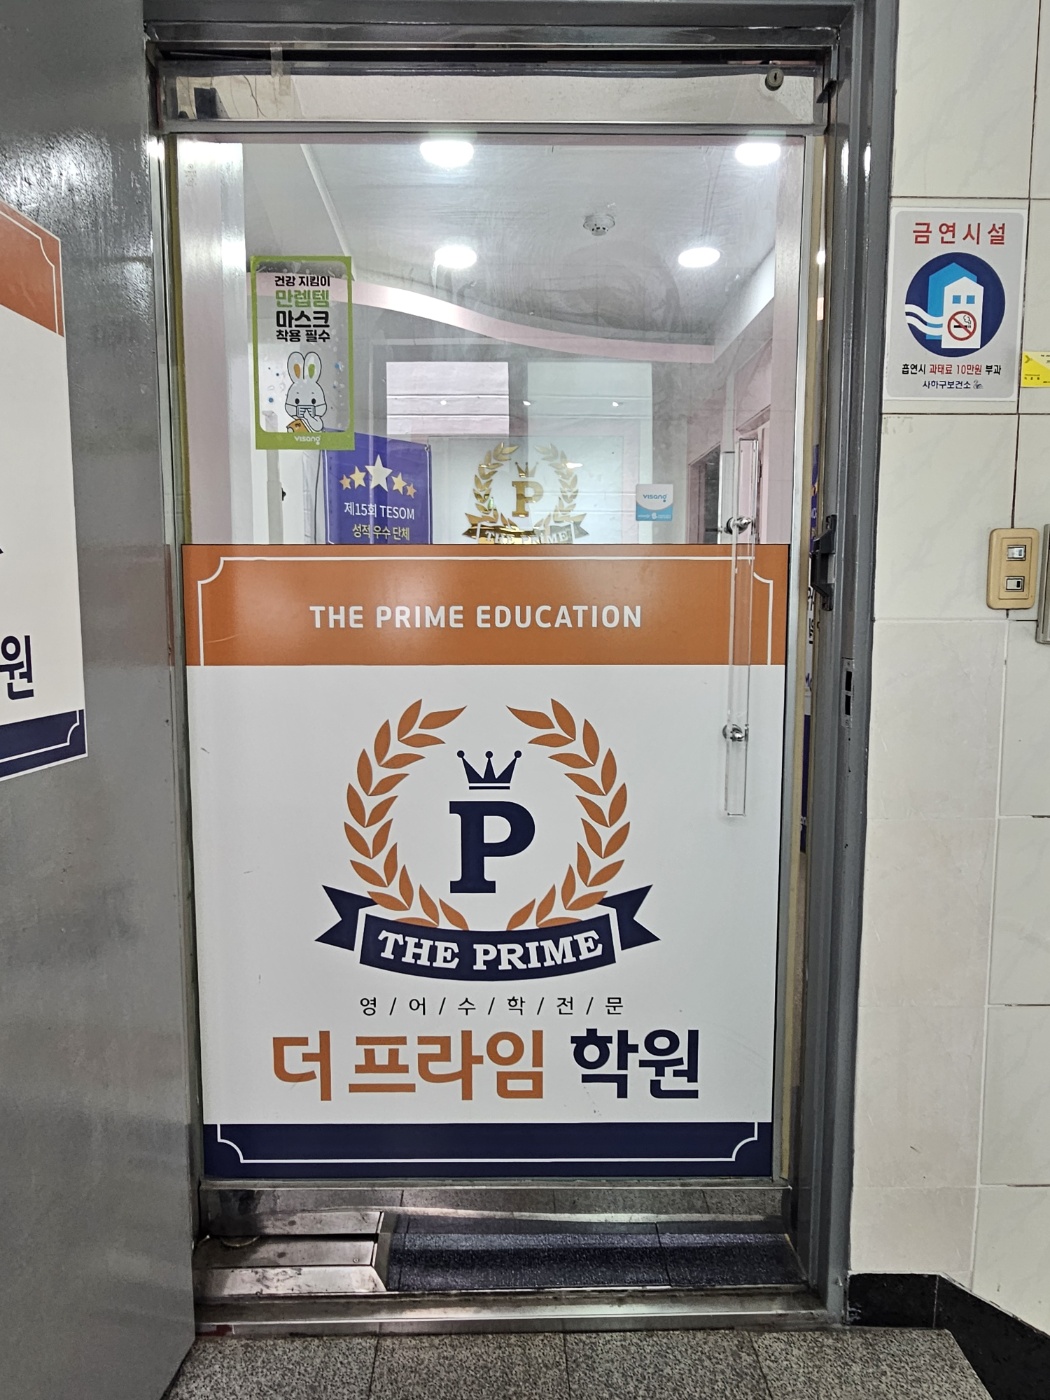 금연시설
흡연시 과태료 10만원 부과
사하구보건소
건강 지킴이
만렙템
마스크
착용 필수
visang
제15회 TESOM
성적 우수 단체
P
THE PRIME
visang
THE PRIME EDUCATION
P
THE PRIME
영/어/수/학/전/문
더프라임 학원
원